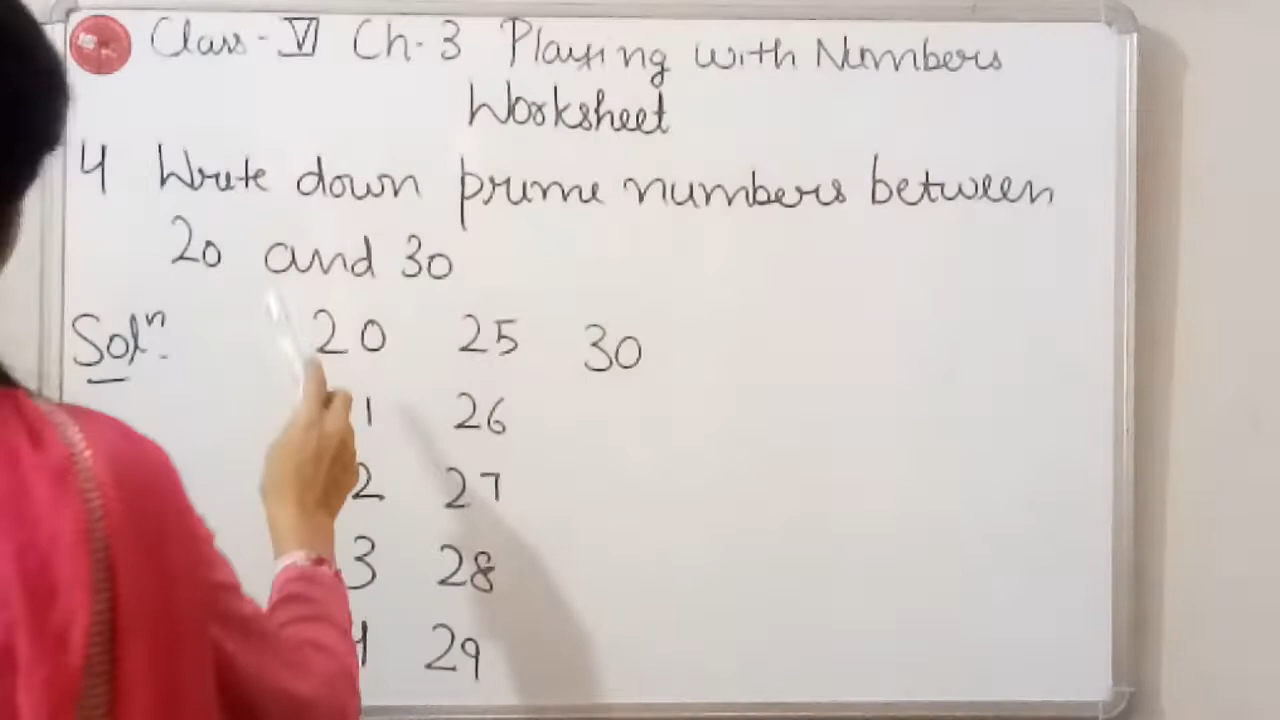 Class - VI Ch-3 Playing with Numbers
Worksheet
4 Write down prime numbers between
20 and 30
Solⁿ. 20 25 30
1 26
2 27
3 28
4 29